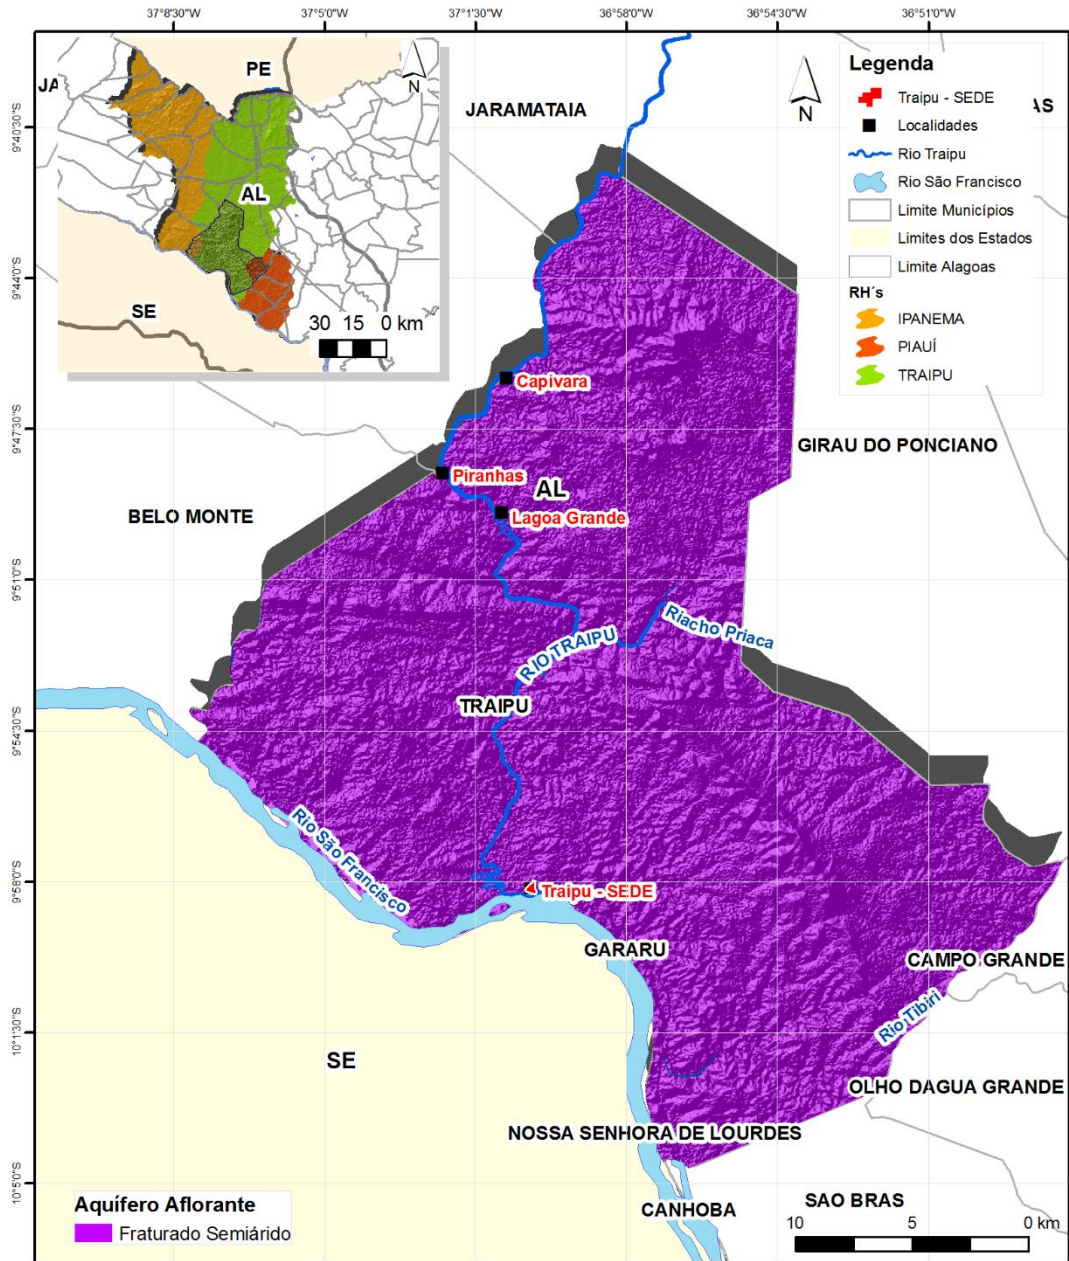 37°8'30"W
37°5'0"W
37°1'30"W
36°58'0"W
36°54'30"W
36°51'0"W
9°40'30"S
9°44'0"S
9°47'30"S
9°51'0"S
9°54'30"S
9°58'0"S
10°1'30"S
10°5'0"S
JA
PE
N
AL
SE
30 15 0 km
JARAMATAIA
N
Legenda
Traipu - SEDE
AS
Localidades
Rio Traipu
Rio São Francisco
Limite Municípios
Limites dos Estados
Limite Alagoas
RH´s
IPANEMA
PIAUÍ
TRAIPU
Capivara
GIRAU DO PONCIANO
Piranhas
AL
Lagoa Grande
BELO MONTE
Riacho Priaca
RIO TRAIPU
TRAIPU
Rio São Francisco
Traipu - SEDE
GARARU
CAMPO GRANDE
Rio Tibiri
SE
OLHO DAGUA GRANDE
NOSSA SENHORA DE LOURDES
SAO BRAS
CANHOBA
Aquífero Aflorante
Fraturado Semiárido
10 5 0 km